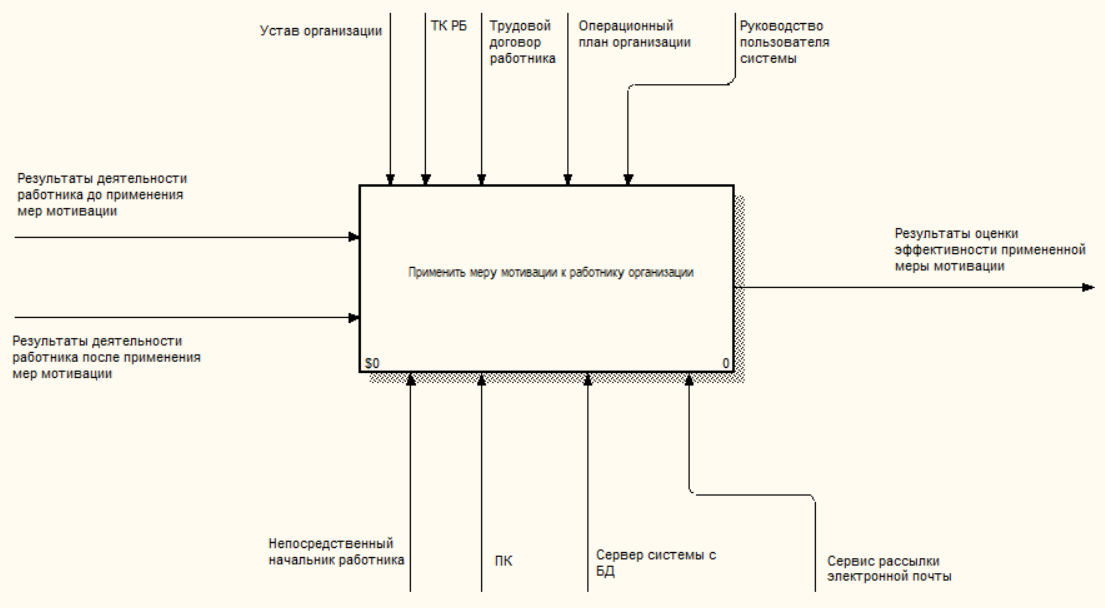 Устав организации
ТК РБ
Трудовой
договор
работника
Операционный
план организации
Руководство
пользователя
системы
Результаты деятельности
работника до применения
мер мотивации
Результаты оценки
эффективности примененной
меры мотивации
Применить меру мотивации к работнику организации
Результаты деятельности
работника после применения
мер мотивации
$0
0
Непосредственный
начальник работника
ПК
Сервер системы с
БД
Сервис рассылки
электронной почты